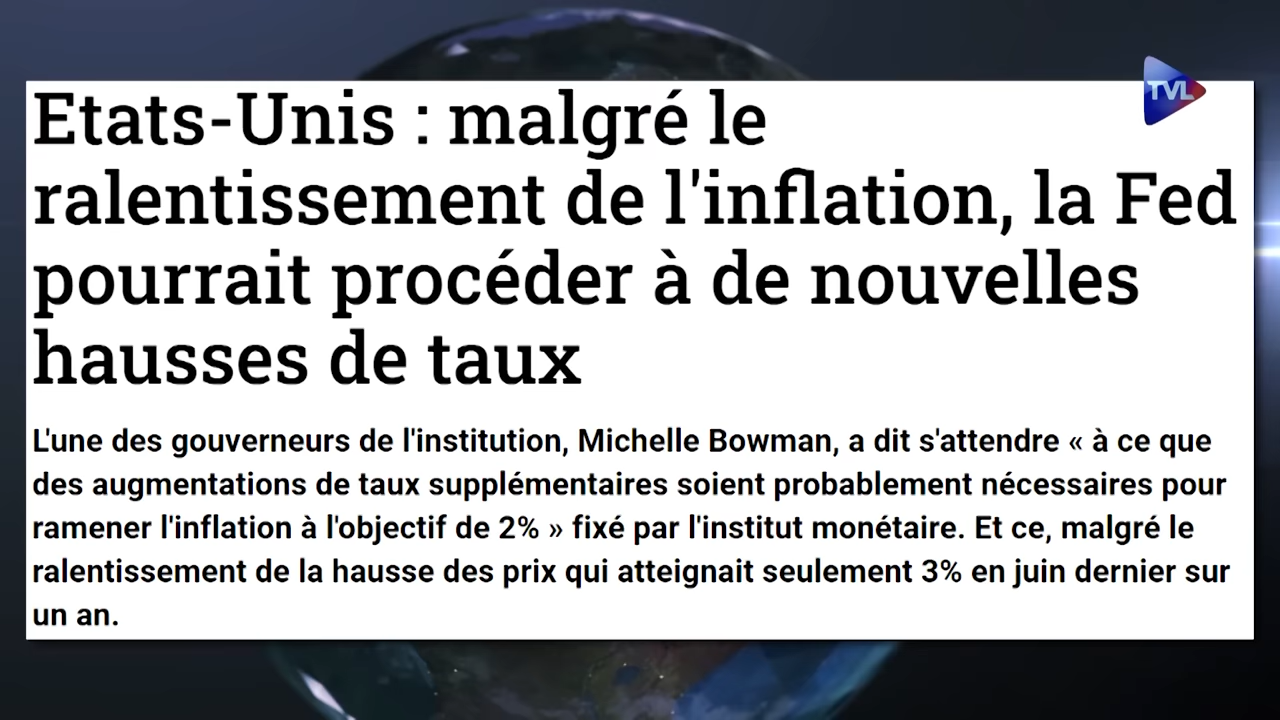 TVL
Etats-Unis : malgré le
ralentissement de l'inflation, la Fed
pourrait procéder à de nouvelles
hausses de taux
L'une des gouverneurs de l'institution, Michelle Bowman, a dit s'attendre « à ce que
des augmentations de taux supplémentaires soient probablement nécessaires pour
ramener l'inflation à l'objectif de 2% » fixé par l'institut monétaire. Et ce, malgré le
ralentissement de la hausse des prix qui atteignait seulement 3% en juin dernier sur
un an.